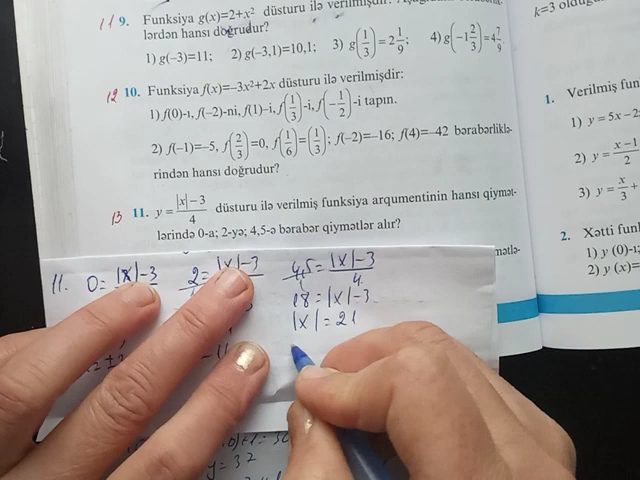 11 9. Funksiya g(x)=2+x² düsturu ilə verilmişdir.
lərdən hansı doğrudur?
1) g(−3)=11; 2) g(−3,1)=10,1; 3) g(1/3)=2 1/9; 4) g(−1 2/3)=4 7/9
12 10. Funksiya f(x)=−3x²+2x düsturu ilə verilmişdir:
1) f(0)-ı, f(−2)-ni, f(1)-i, f(1/3)-i, f(−1/2)-i tapın.
2) f(−1)=−5, f(2/3)=0, f(1/6)=(1/3); f(−2)=−16; f(4)=−42 bərabərliklə-
rindən hansı doğrudur?
13 11. y=|x|−3/4 düsturu ilə verilmiş funksiya arqumentinin hansı qiymət-
lərində 0-a; 2-yə; 4,5-ə bərabər qiymətlər alır?
mətlə-
k=3
1. Verilmiş
1) y=5x−2
2) y=x−1/2
3) y=x/3+
2. Xətti
1) y(0)-ı;
2) y(x)=
11. 0=|x|−3 2=|x|−3 4,5=|x|−3/4
18=|x|−3
|x|=21
y=32